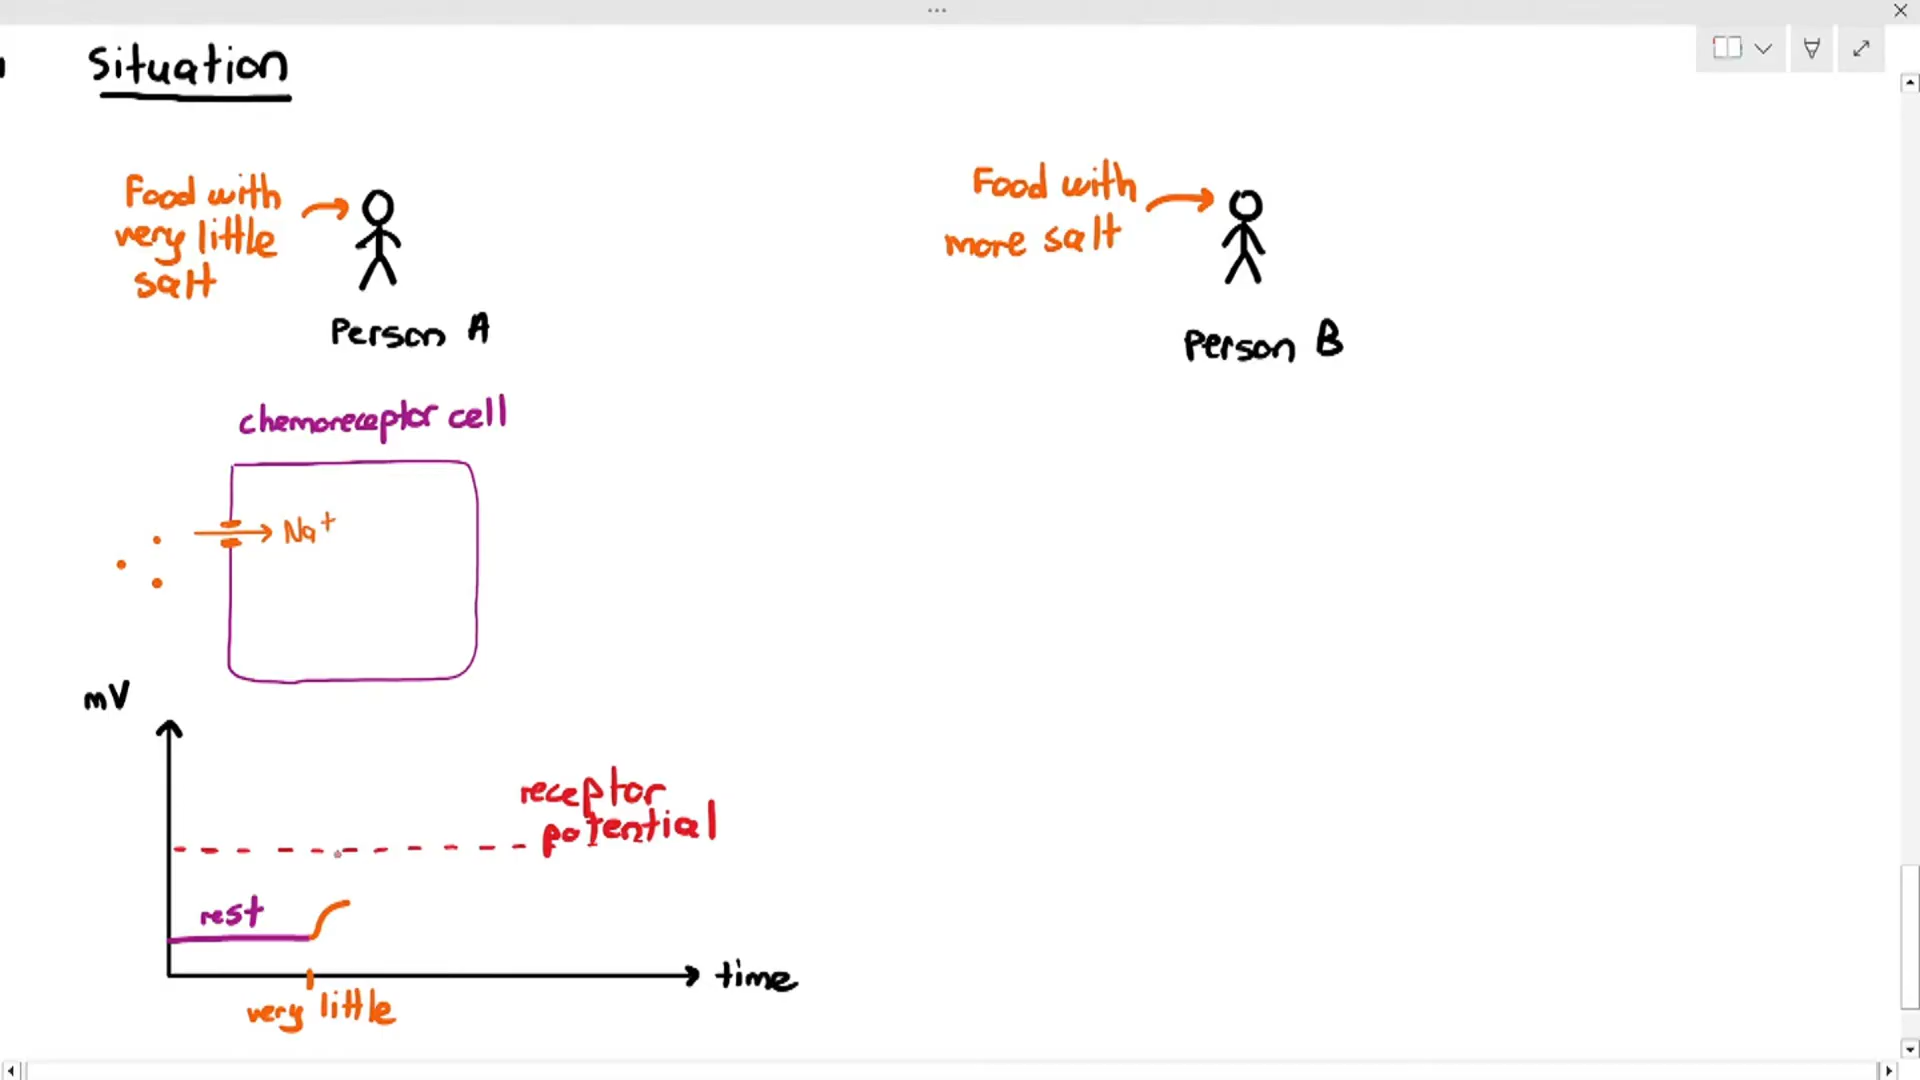 Situation
Food with
very little
salt
Person A
Food with
more salt
Person B
chemoreceptor cell
Na+
mV
receptor
potential
rest
time
very little